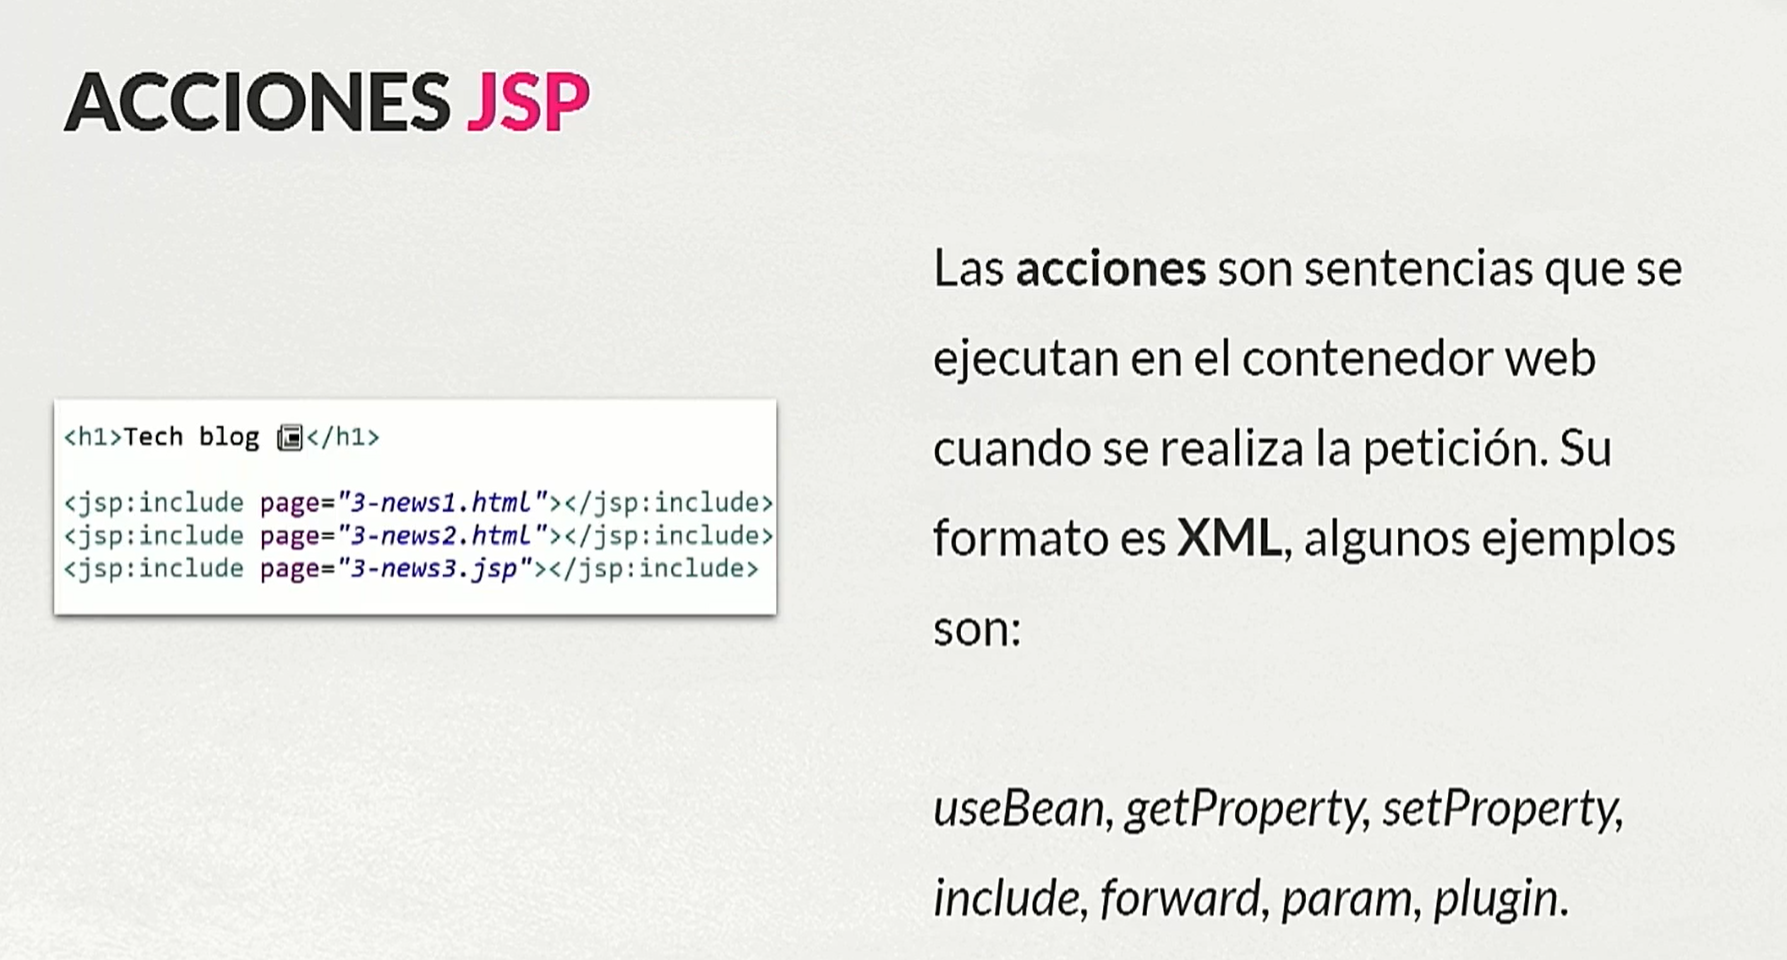 ACCIONES JSP
<h1>Tech blog 📰</h1>
<jsp:include page="3-news1.html"></jsp:include>
<jsp:include page="3-news2.html"></jsp:include>
<jsp:include page="3-news3.jsp"></jsp:include>
Las acciones son sentencias que se
ejecutan en el contenedor web
cuando se realiza la petición. Su
formato es XML, algunos ejemplos
son:
useBean, getProperty, setProperty,
include, forward, param, plugin.